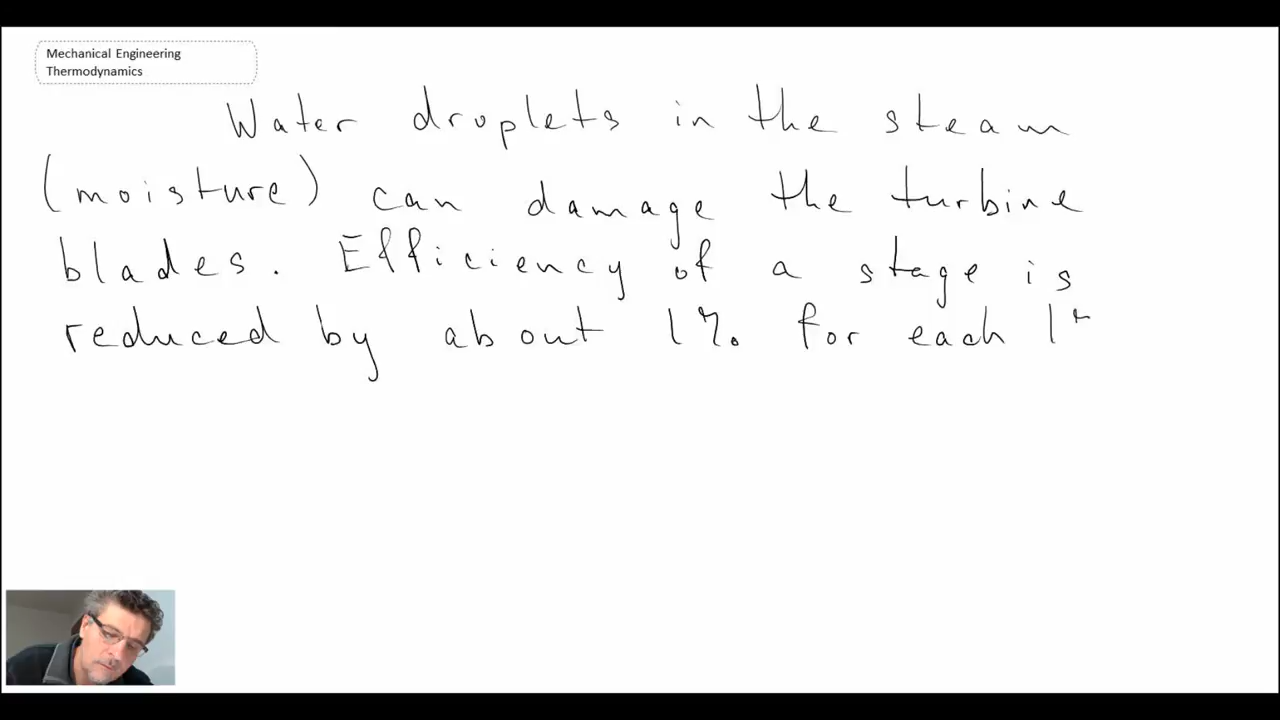 Mechanical Engineering
Thermodynamics
Water droplets in the steam
(moisture) can damage the turbine
blades. Efficiency of a stage is
reduced by about 1% for each 1